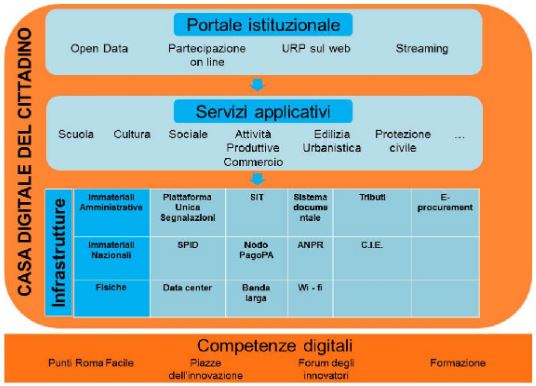 CASA DIGITALE DEL CITTADINO
Portale istituzionale
Open Data Partecipazione URP sul web Streaming
on line
Servizi applicativi
Scuola Cultura Sociale Attività Edilizia Protezione ...
Produttive Urbanistica civile
Commercio
Infrastrutture
Immateriali Piattaforma SIT Sistema Tributi E-
Amministrative Unica docume procurement
Segnalazioni ntale
Immateriali SPID Nodo ANPR C.I.E.
Nazionali PagoPA
Fisiche Data center Banda Wi - fi
larga
Competenze digitali
Punti Roma Facile Piazze Forum degli Formazione
dell'innovazione innovatori